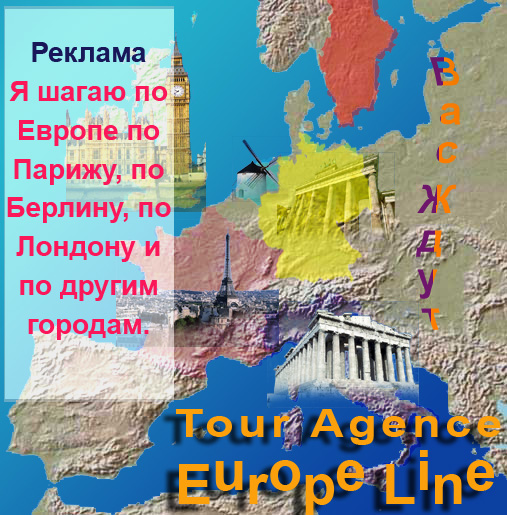 Реклама
Я шагаю по
Европе по
Парижу, по
Берлину, по
Лондону и
по другим
городам.
Вас Ждут
Tour Agence
Europe Line